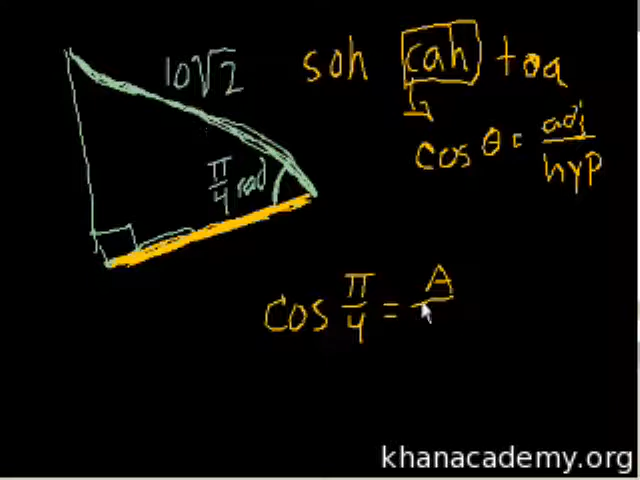 10√2
soh cah toa
cos θ = adj/hyp
π/4 rad
cos π/4 = A
khanacademy.org